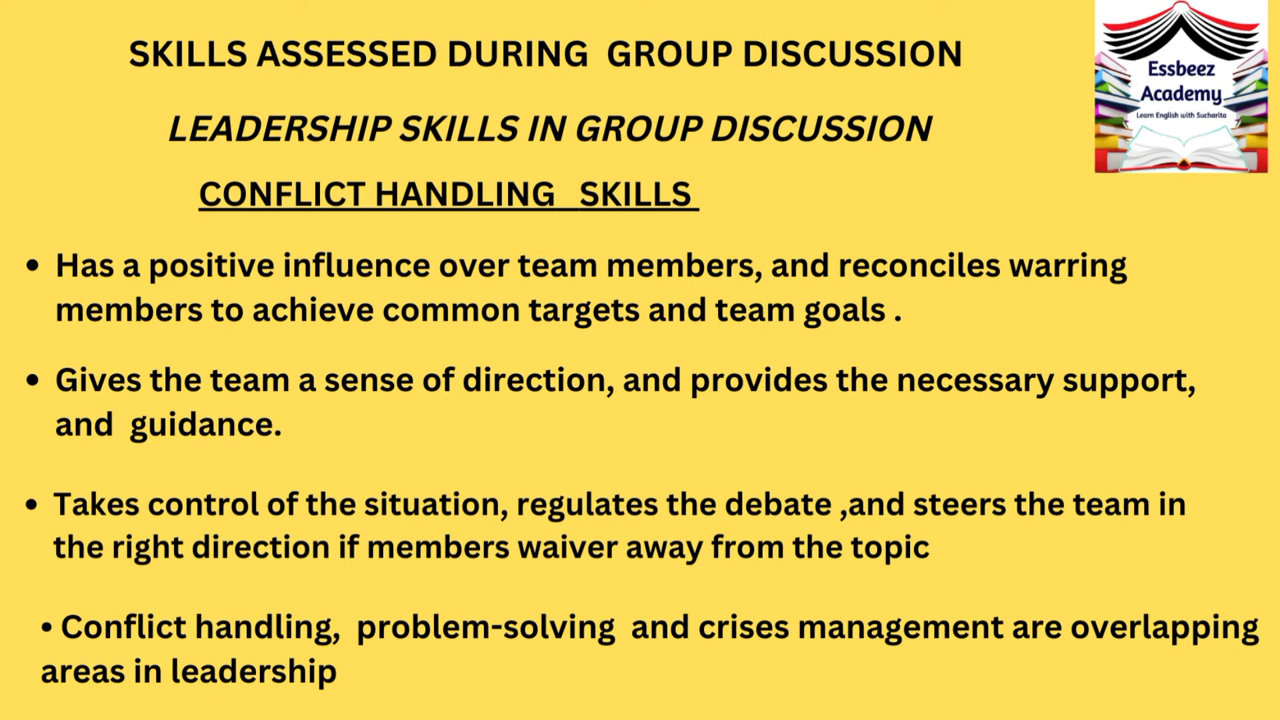 SKILLS ASSESSED DURING GROUP DISCUSSION
LEADERSHIP SKILLS IN GROUP DISCUSSION
CONFLICT HANDLING SKILLS
Essbeez
Academy
Learn English with Sucharita
• Has a positive influence over team members, and reconciles warring
members to achieve common targets and team goals .
• Gives the team a sense of direction, and provides the necessary support,
and guidance.
• Takes control of the situation, regulates the debate ,and steers the team in
the right direction if members waiver away from the topic
• Conflict handling, problem-solving and crises management are overlapping
areas in leadership